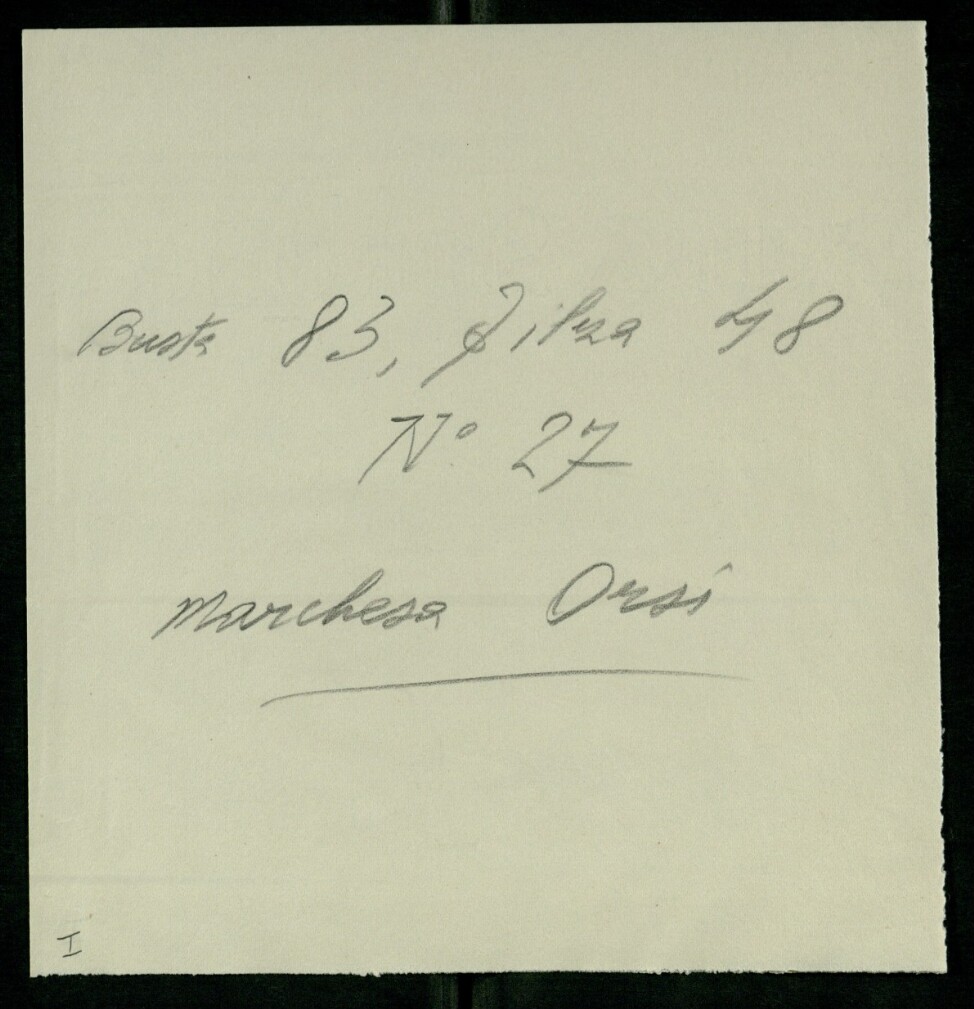 Busta 83, Filza 48
N° 27
Marchesa Orsi
I